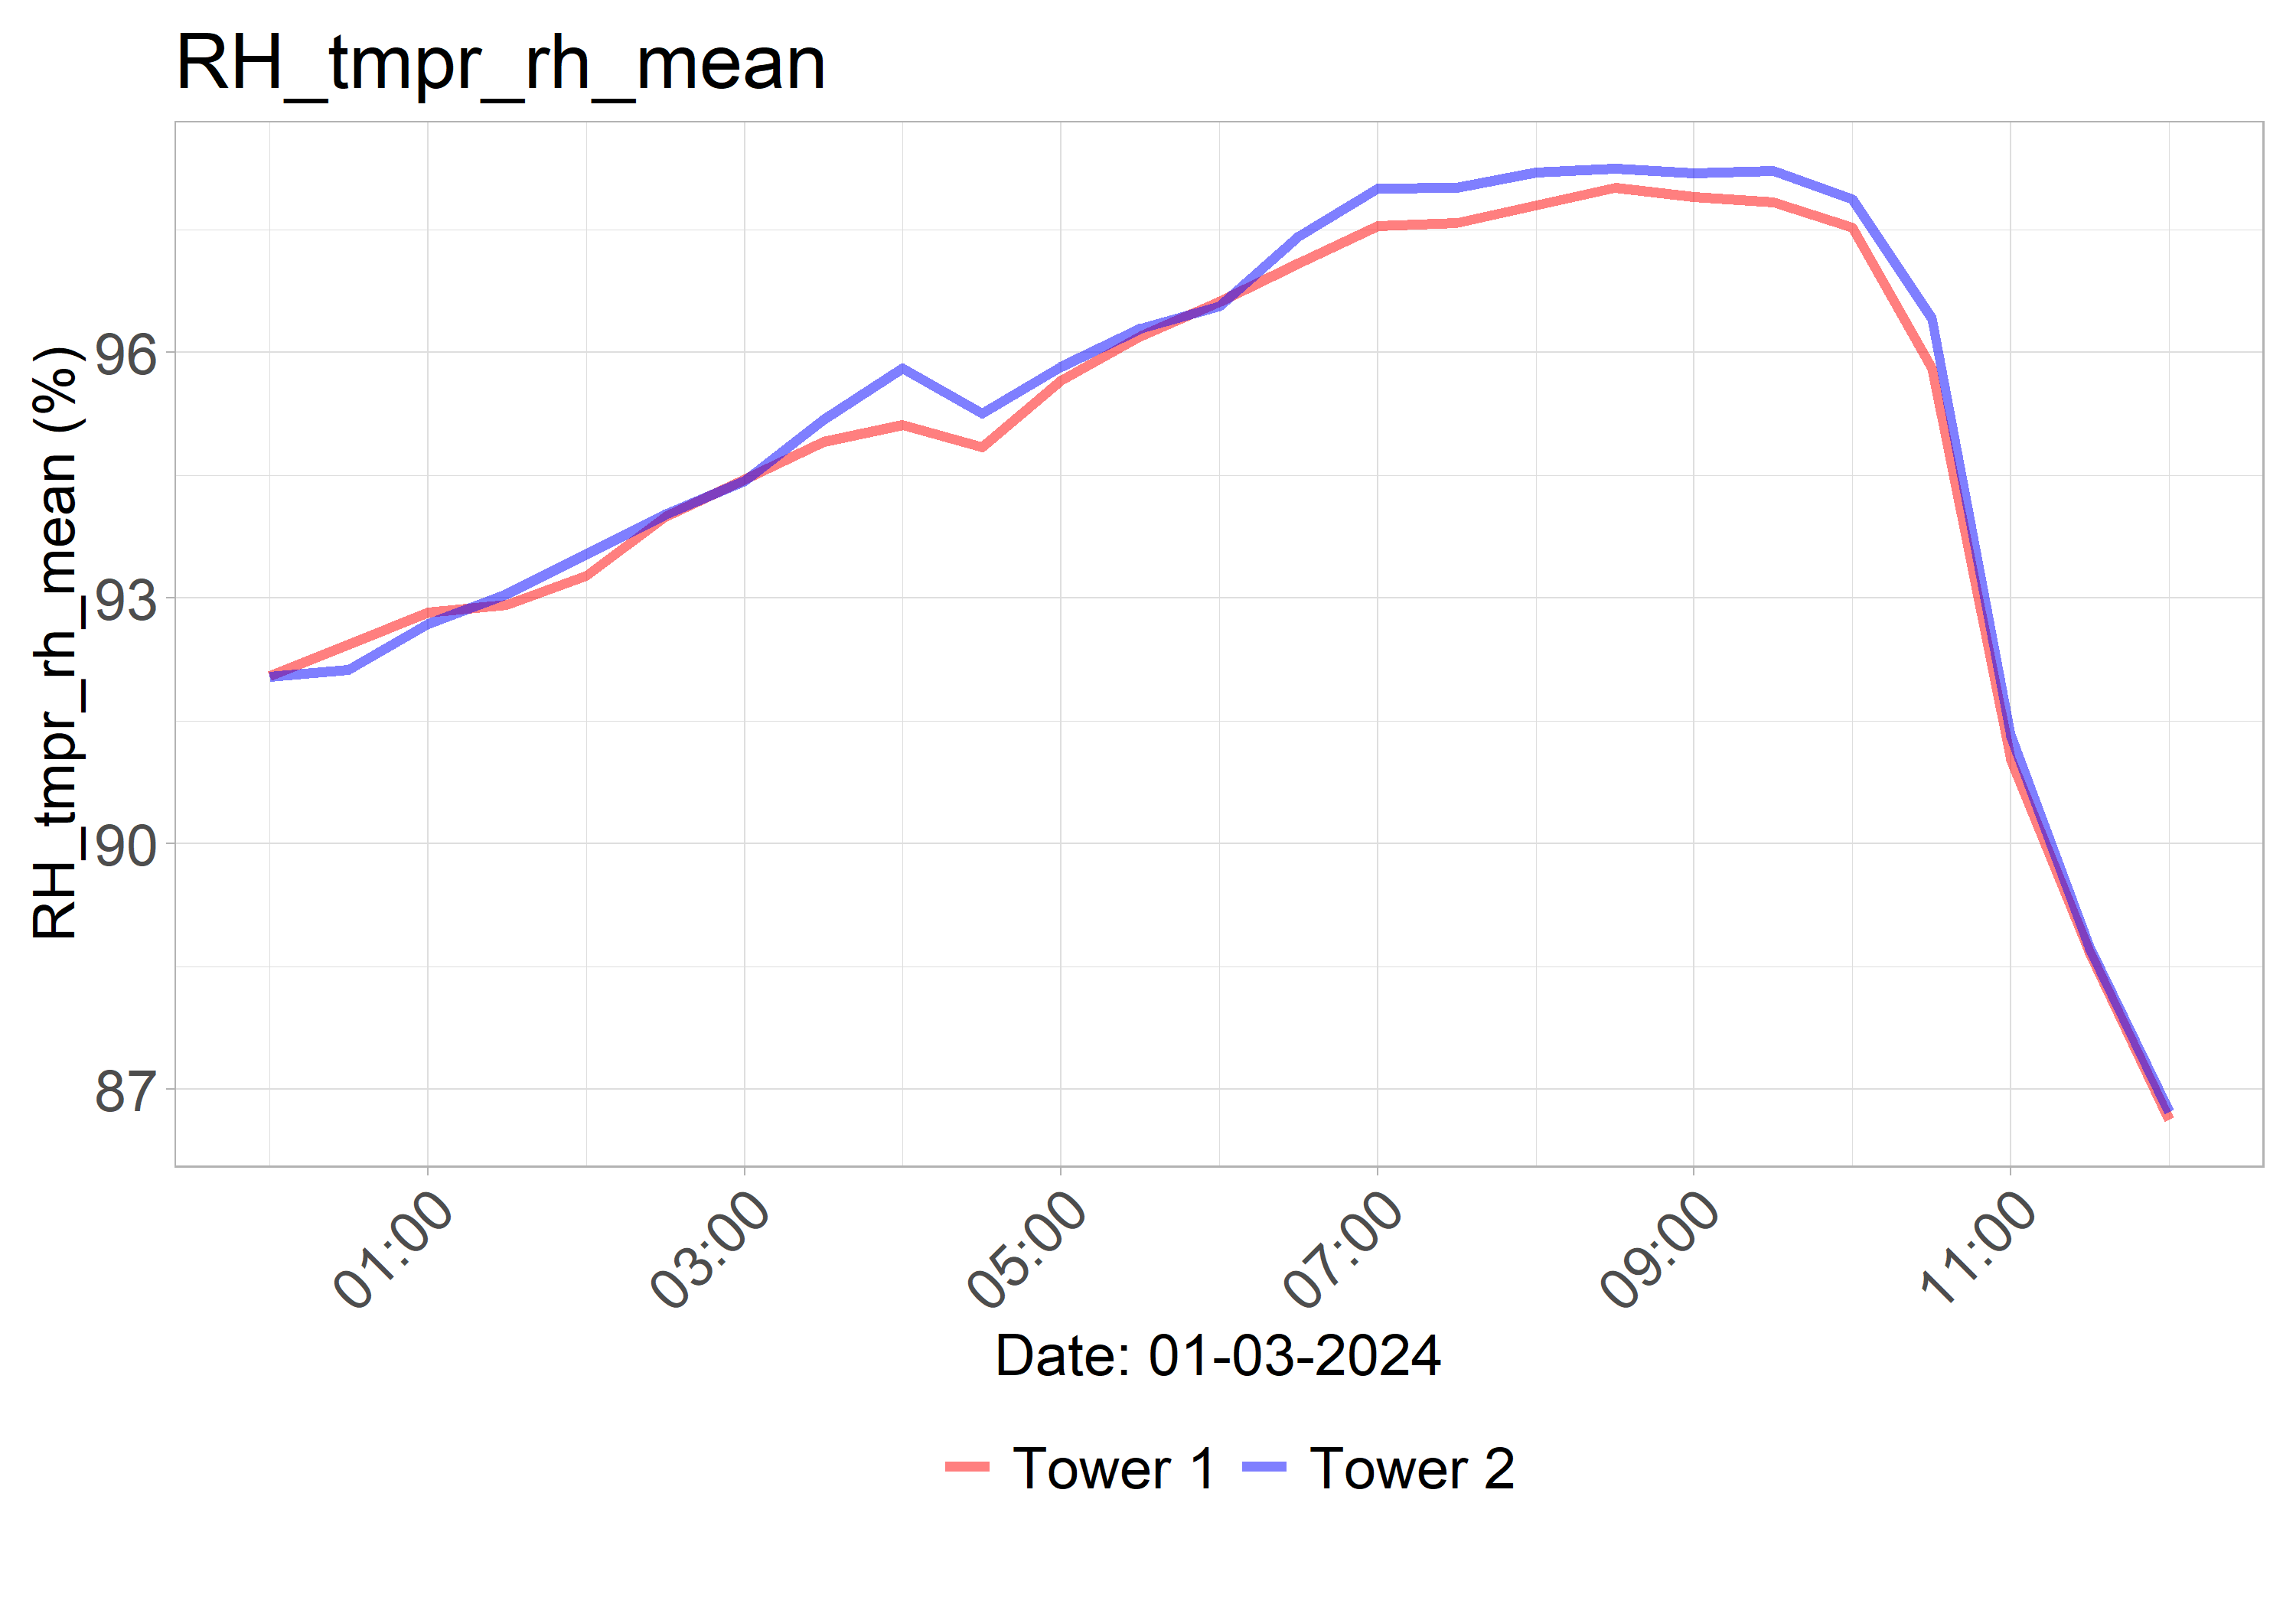 RH_tmpr_rh_mean
RH_tmpr_rh_mean (%)
96
93
90
87
01:00
03:00
05:00
07:00
09:00
11:00
Date: 01-03-2024
Tower 1
Tower 2